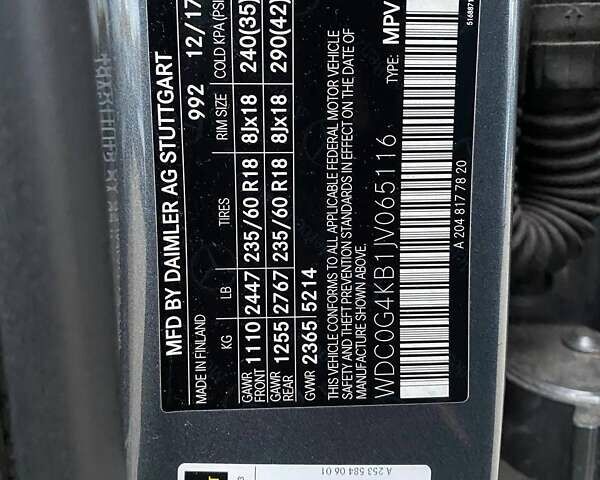 MFD BY DAIMLER AG STUTTGART
MADE IN FINLAND 992 12/17
KG LB TIRES RIM SIZE COLD KPA(PSI
GAWR FRONT 1110 2447 235/60 R18 8Jx18 240(35)
GAWR REAR 1255 2767 235/60 R18 8Jx18 290(42)
GVWR 2365 5214
THIS VEHICLE CONFORMS TO ALL APPLICABLE FEDERAL MOTOR VEHICLE
SAFETY AND THEFT PREVENTION STANDARDS IN EFFECT ON THE DATE OF
MANUFACTURE SHOWN ABOVE.
TYPE: MPV
WDC0G4KB1JV065116
A 204 817 78 20
A 253 584 06 01